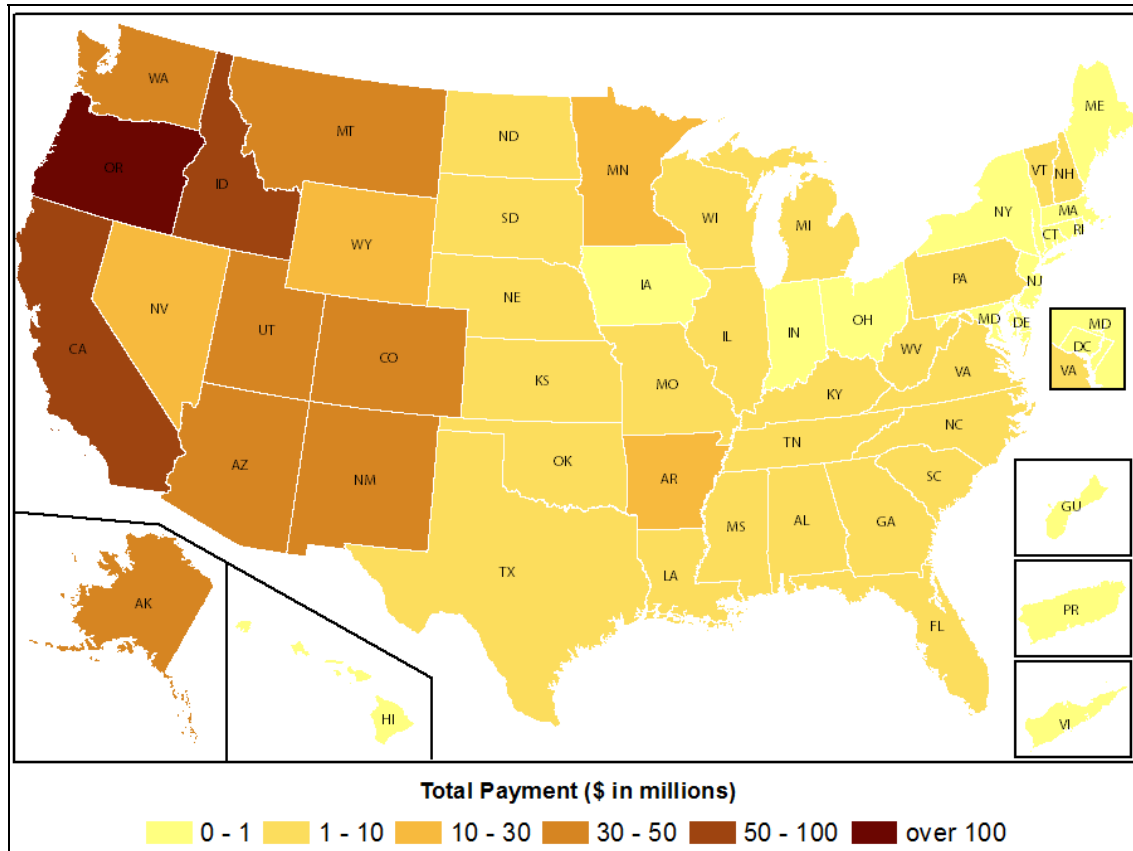 WA
MT
ND
MN
ME
OR
ID
SD
WI
MI
VT
NH
NY
MA
CT
RI
WY
NE
IA
PA
NJ
NV
UT
CO
IL
IN
OH
MD
DE
MD
DC
VA
CA
KS
MO
KY
WV
VA
AZ
NM
OK
AR
TN
NC
SC
TX
LA
MS
AL
GA
FL
GU
AK
HI
PR
VI
Total Payment ($ in millions)
0 - 1 1 - 10 10 - 30 30 - 50 50 - 100 over 100